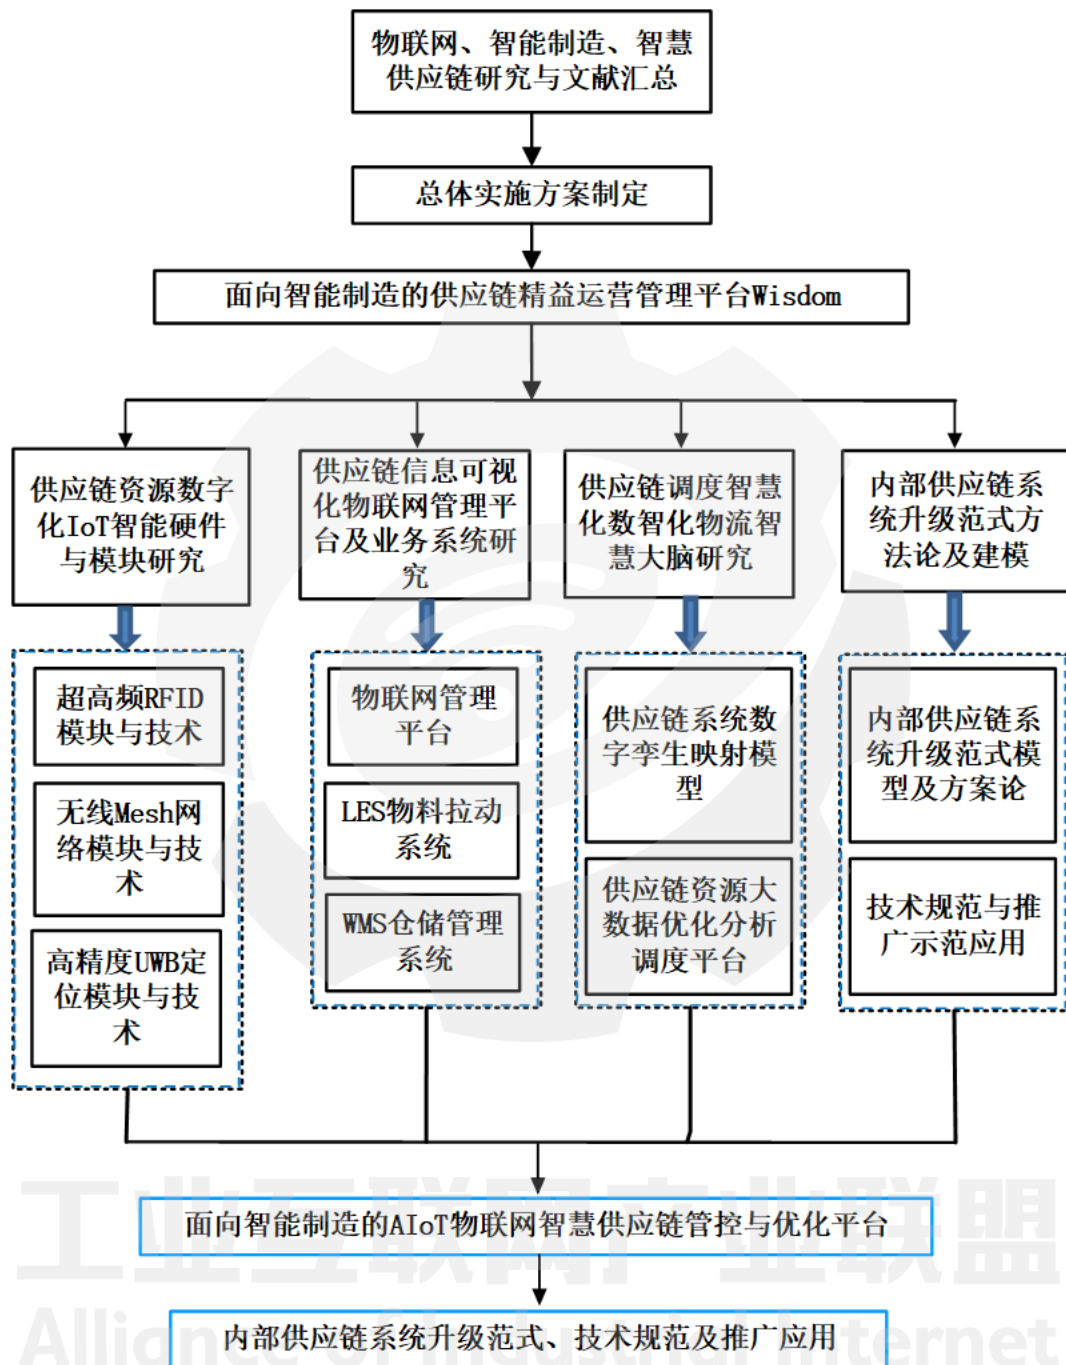 物联网、智能制造、智慧
供应链研究与文献汇总
总体实施方案制定
面向智能制造的供应链精益运营管理平台Wisdom
供应链资源数字
化IoT智能硬件
与模块研究
供应链信息可视
化物联网管理平
台及业务系统研
究
供应链调度智慧
化数智化物流智
慧大脑研究
内部供应链系
统升级范式方
法论及建模
超高频RFID
模块与技术
无线Mesh网
络模块与技
术
高精度UWB定
位模块与技
术
物联网管理
平台
LES物料拉动
系统
WMS仓储管理
系统
供应链系统数
字孪生映射模
型
供应链资源大
数据优化分析
调度平台
内部供应链系
统升级范式模
型及方案论
技术规范与推
广示范应用
面向智能制造的AIoT物联网智慧供应链管控与优化平台
内部供应链系统升级范式、技术规范及推广应用
工业互联网产业联盟
Alliance of Industrial Internet